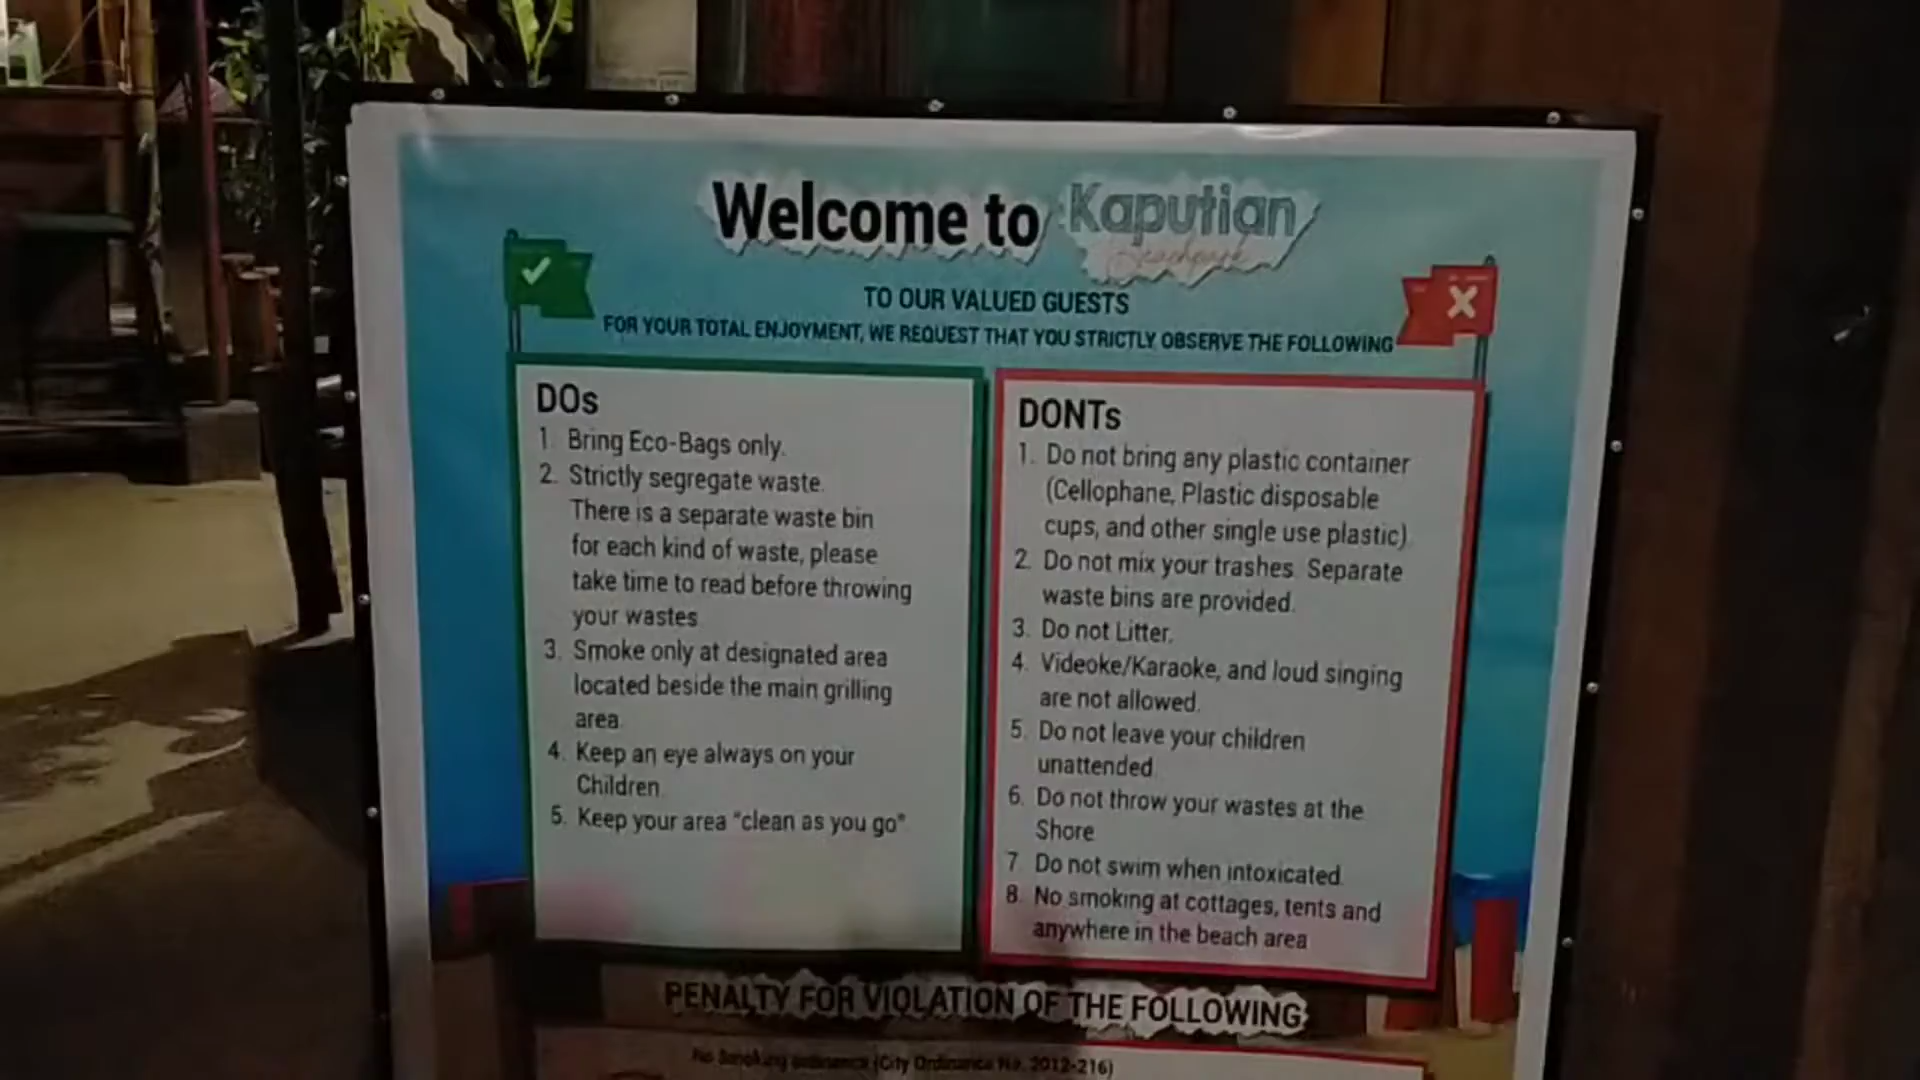 Welcome to Kaputian
Beachpark
TO OUR VALUED GUESTS
FOR YOUR TOTAL ENJOYMENT, WE REQUEST THAT YOU STRICTLY OBSERVE THE FOLLOWING
DOs
1. Bring Eco-Bags only.
2. Strictly segregate waste.
There is a separate waste bin
for each kind of waste, please
take time to read before throwing
your wastes
3. Smoke only at designated area
located beside the main grilling
area.
4. Keep an eye always on your
Children.
5. Keep your area "clean as you go"
DONTs
1. Do not bring any plastic container
(Cellophane, Plastic disposable
cups, and other single use plastic)
2. Do not mix your trashes. Separate
waste bins are provided.
3. Do not Litter.
4. Videoke/Karaoke, and loud singing
are not allowed.
5. Do not leave your children
unattended.
6. Do not throw your wastes at the
Shore
7. Do not swim when intoxicated.
8. No smoking at cottages, tents and
anywhere in the beach area
PENALTY FOR VIOLATION OF THE FOLLOWING
No Smoking ordinance (City Ordinance No. 2012-216)